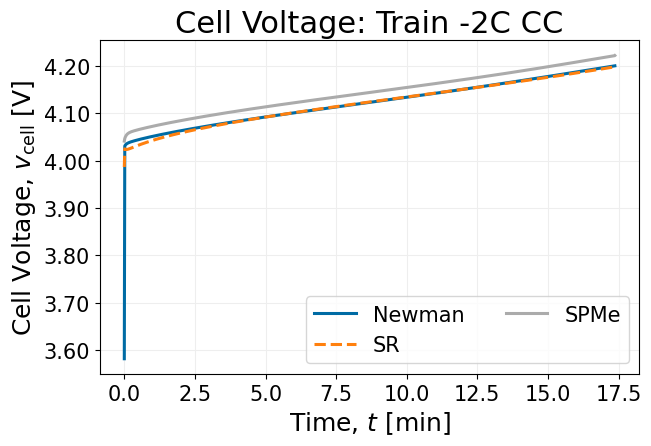 Cell Voltage: Train -2C CC
Cell Voltage, v_cell [V]
4.20
4.10
4.00
3.90
3.80
3.70
3.60
Newman
SR
SPMe
0.0 2.5 5.0 7.5 10.0 12.5 15.0 17.5
Time, t [min]